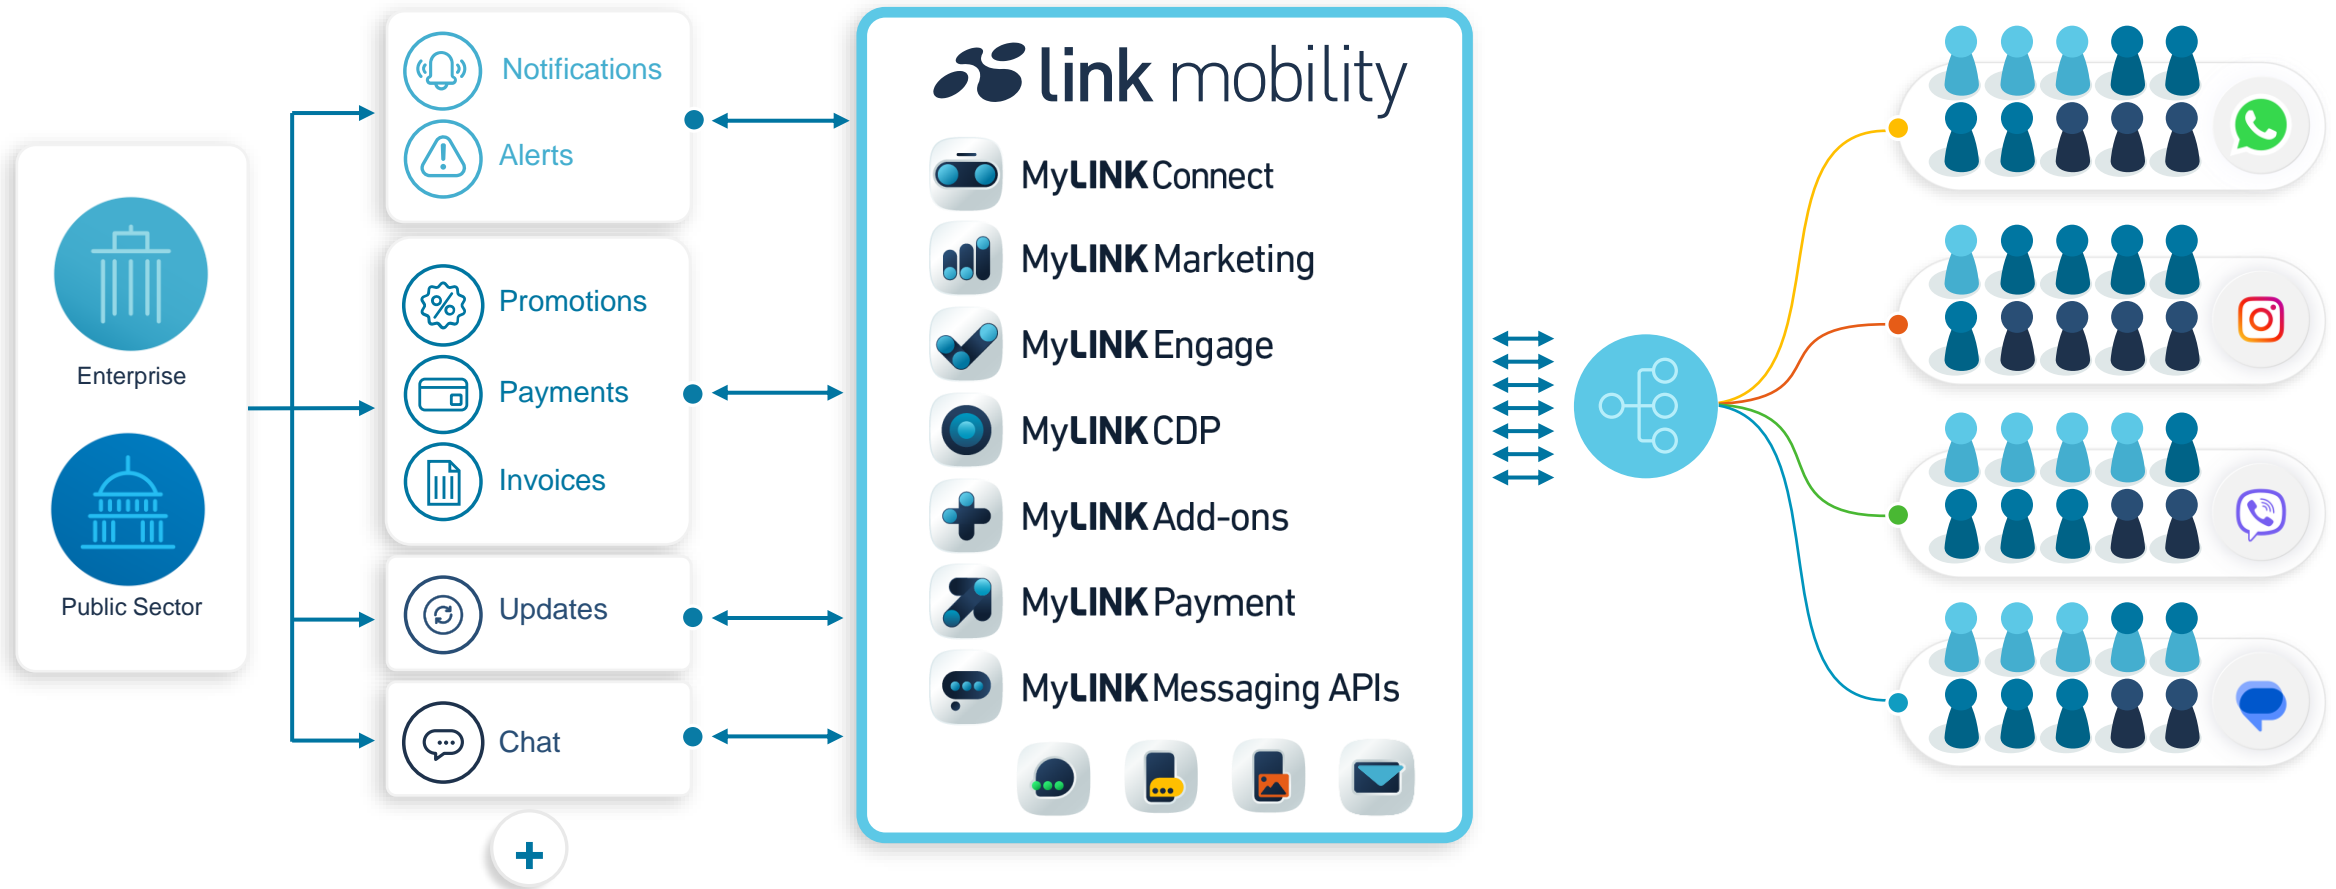 Enterprise
Public Sector
Notifications
Alerts
Promotions
Payments
Invoices
Updates
Chat
link mobility
MyLINK Connect
MyLINK Marketing
MyLINK Engage
MyLINK CDP
MyLINK Add-ons
MyLINK Payment
MyLINK Messaging APIs